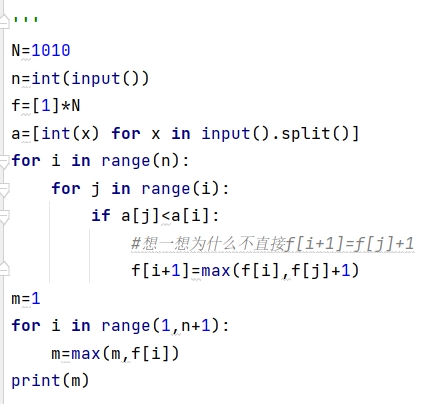 '''
N=1010
n=int(input())
f=[1]*N
a=[int(x) for x in input().split()]
for i in range(n):
    for j in range(i):
        if a[j]<a[i]:
            #想一想为什么不直接f[i+1]=f[j]+1
            f[i+1]=max(f[i],f[j]+1)
m=1
for i in range(1,n+1):
    m=max(m,f[i])
print(m)